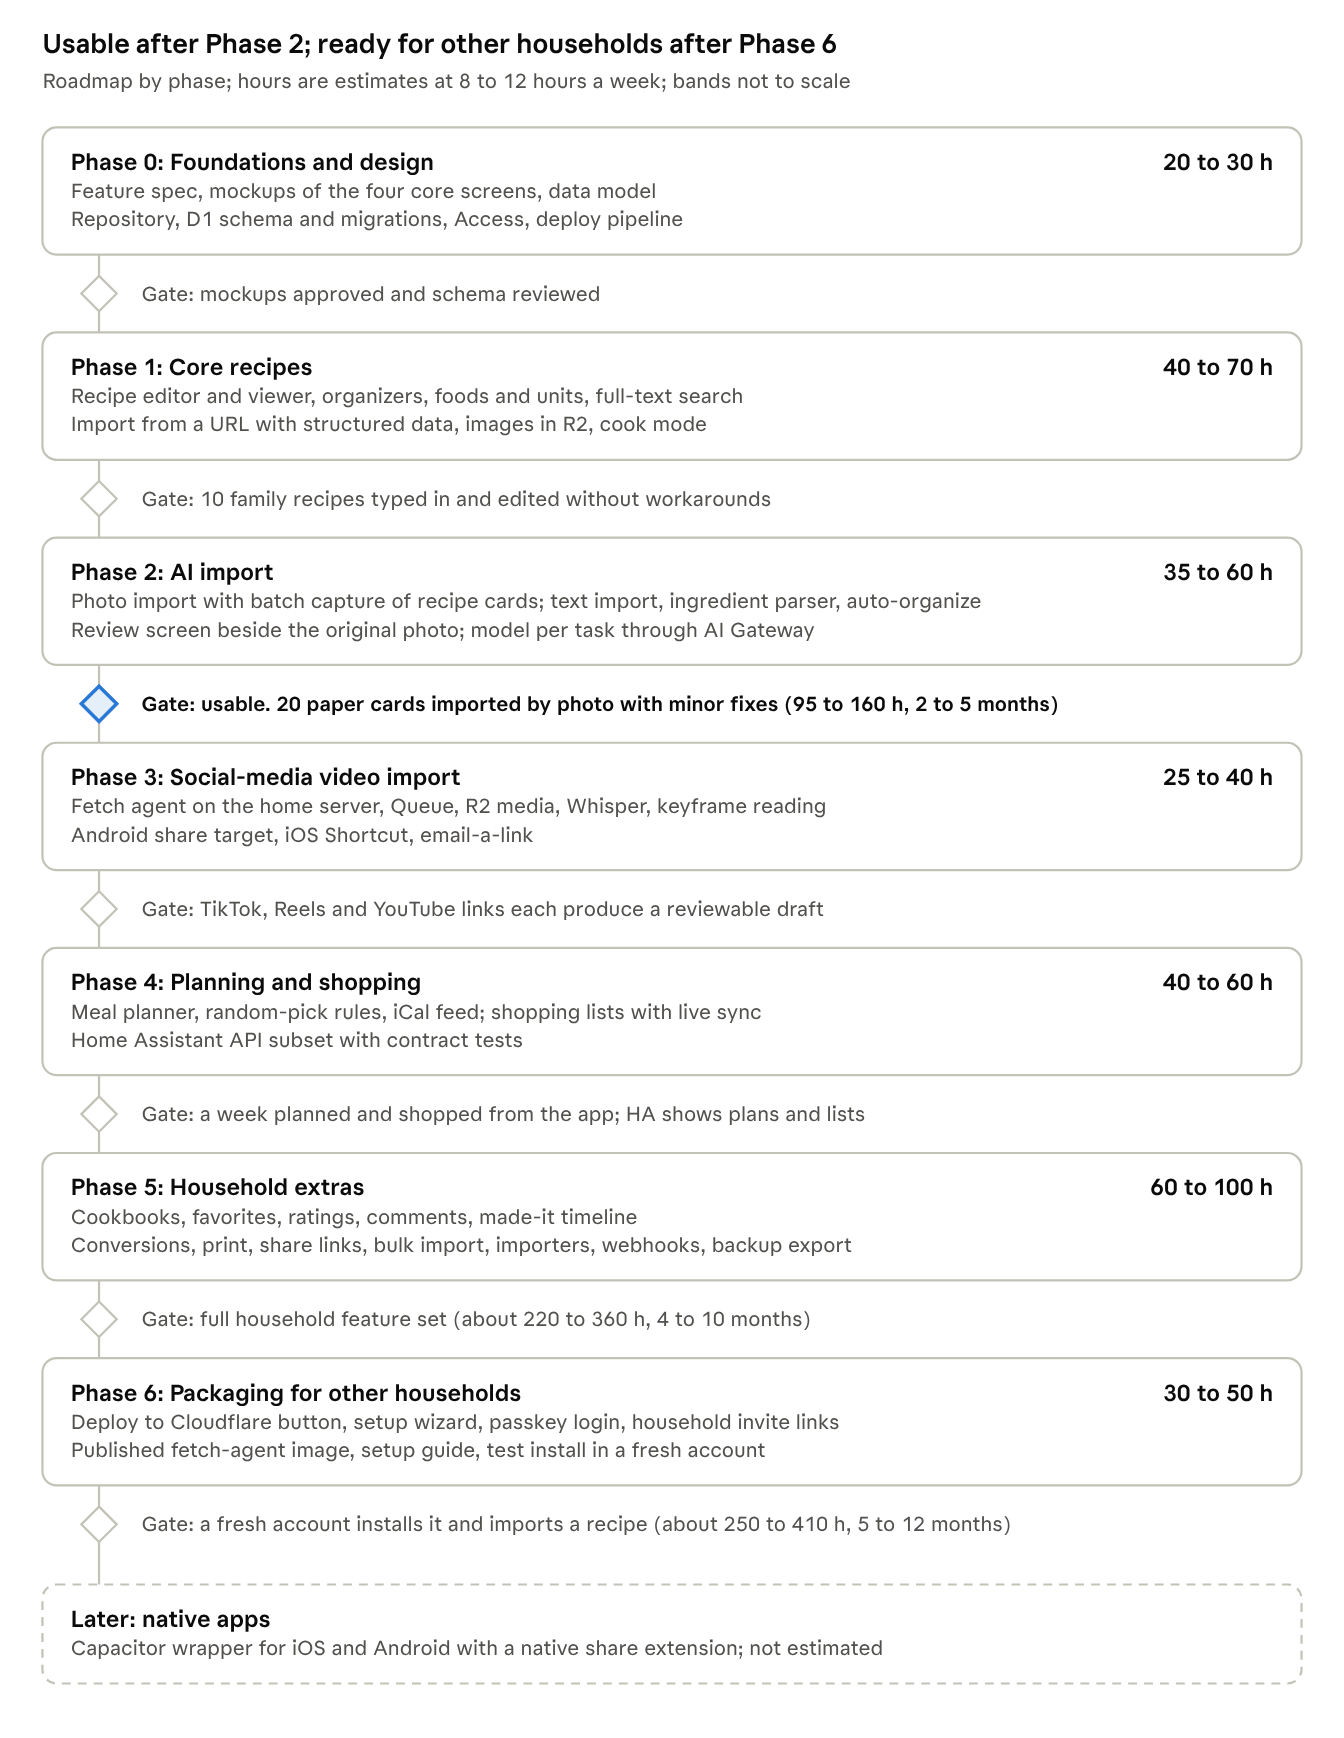 Usable after Phase 2; ready for other households after Phase 6
Roadmap by phase; hours are estimates at 8 to 12 hours a week; bands not to scale
Phase 0: Foundations and design
20 to 30 h
Feature spec, mockups of the four core screens, data model
Repository, D1 schema and migrations, Access, deploy pipeline
Gate: mockups approved and schema reviewed
Phase 1: Core recipes
40 to 70 h
Recipe editor and viewer, organizers, foods and units, full-text search
Import from a URL with structured data, images in R2, cook mode
Gate: 10 family recipes typed in and edited without workarounds
Phase 2: AI import
35 to 60 h
Photo import with batch capture of recipe cards; text import, ingredient parser, auto-organize
Review screen beside the original photo; model per task through AI Gateway
Gate: usable. 20 paper cards imported by photo with minor fixes (95 to 160 h, 2 to 5 months)
Phase 3: Social-media video import
25 to 40 h
Fetch agent on the home server, Queue, R2 media, Whisper, keyframe reading
Android share target, iOS Shortcut, email-a-link
Gate: TikTok, Reels and YouTube links each produce a reviewable draft
Phase 4: Planning and shopping
40 to 60 h
Meal planner, random-pick rules, iCal feed; shopping lists with live sync
Home Assistant API subset with contract tests
Gate: a week planned and shopped from the app; HA shows plans and lists
Phase 5: Household extras
60 to 100 h
Cookbooks, favorites, ratings, comments, made-it timeline
Conversions, print, share links, bulk import, importers, webhooks, backup export
Gate: full household feature set (about 220 to 360 h, 4 to 10 months)
Phase 6: Packaging for other households
30 to 50 h
Deploy to Cloudflare button, setup wizard, passkey login, household invite links
Published fetch-agent image, setup guide, test install in a fresh account
Gate: a fresh account installs it and imports a recipe (about 250 to 410 h, 5 to 12 months)
Later: native apps
Capacitor wrapper for iOS and Android with a native share extension; not estimated